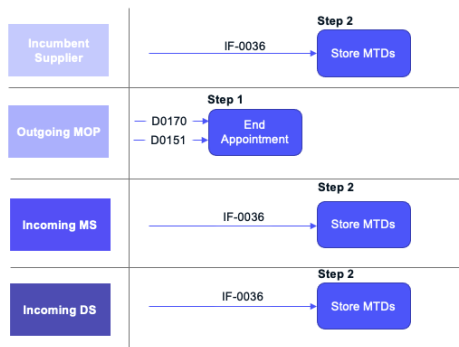 Step 2
Incumbent
Supplier
IF-0036
Store MTDs
Step 1
Outgoing MOP
D0170
D0151
End
Appointment
Step 2
Incoming MS
IF-0036
Store MTDs
Step 2
Incoming DS
IF-0036
Store MTDs